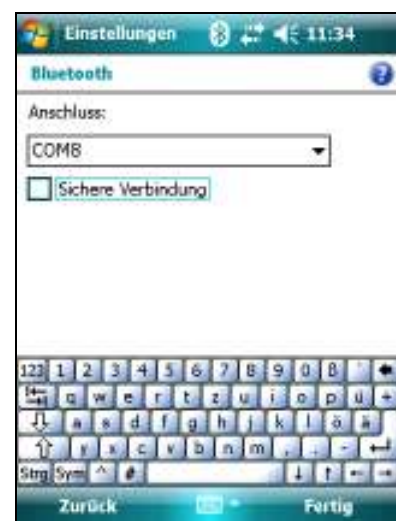 Einstellungen 11:34
Bluetooth
Anschluss:
COM8
Sichere Verbindung
123 1 2 3 4 5 6 7 8 9 0 ß ´
q w e r t z u i o p ü +
a s d f g h j k l ö ä
y x c v b n m , . -
Strg Sym ^ #
Zurück Fertig